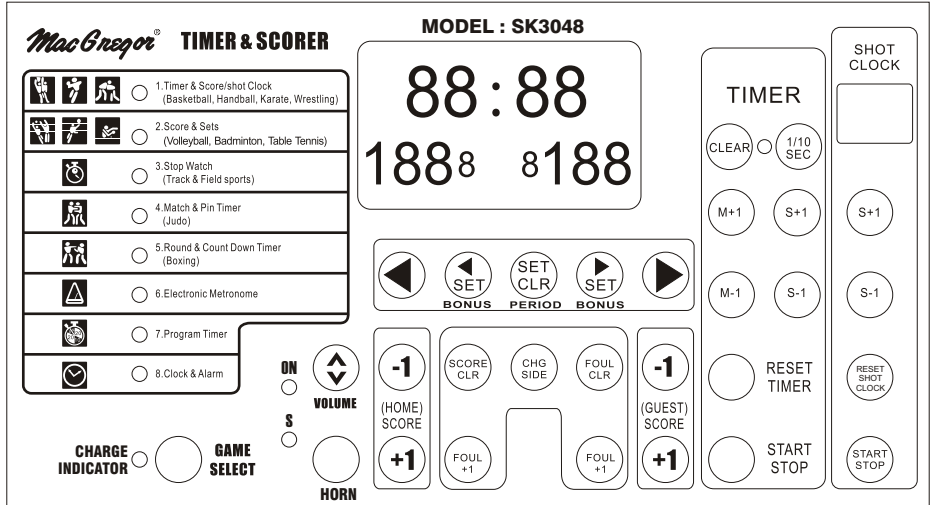 MacGregor® TIMER & SCORER
1.Timer & Score/shot Clock
(Basketball, Handball, Karate, Wrestling)
2.Score & Sets
(Volleyball, Badminton, Table Tennis)
3.Stop Watch
(Track & Field sports)
4.Match & Pin Timer
(Judo)
5.Round & Count Down Timer
(Boxing)
6.Electronic Metronome
7.Program Timer
8.Clock & Alarm
CHARGE
INDICATOR
GAME
SELECT
ON
S
VOLUME
HORN
MODEL : SK3048
88:88
1888 8188
SET
BONUS
SET
CLR
PERIOD
SET
BONUS
-1
(HOME)
SCORE
+1
SCORE
CLR
CHG
SIDE
FOUL
CLR
FOUL
+1
FOUL
+1
-1
(GUEST)
SCORE
+1
TIMER
CLEAR
1/10
SEC
M+1
S+1
M-1
S-1
RESET
TIMER
START
STOP
SHOT
CLOCK
S+1
S-1
RESET
SHOT
CLOCK
START
STOP